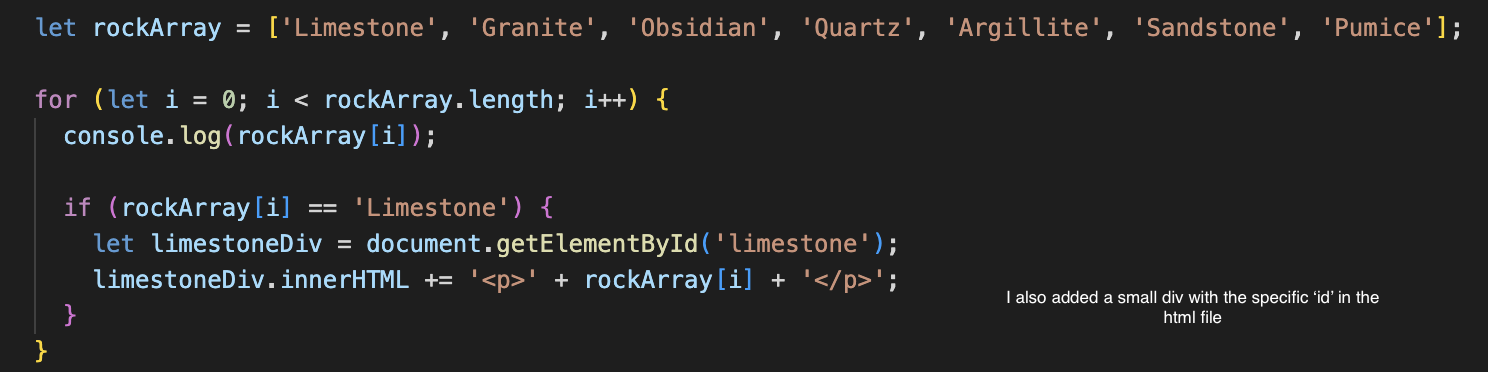 let rockArray = ['Limestone', 'Granite', 'Obsidian', 'Quartz', 'Argillite', 'Sandstone', 'Pumice'];
for (let i = 0; i < rockArray.length; i++) {
console.log(rockArray[i]);
if (rockArray[i] == 'Limestone') {
let limestoneDiv = document.getElementById('limestone');
limestoneDiv.innerHTML += '<p>' + rockArray[i] + '</p>';
}
}
I also added a small div with the specific ‘id’ in the
html file